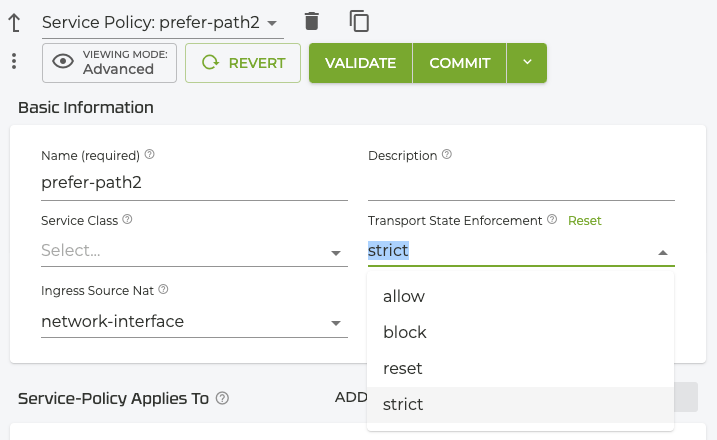 Service Policy: prefer-path2
VIEWING MODE:
Advanced
REVERT
VALIDATE
COMMIT
Basic Information
Name (required)
Description
prefer-path2
Service Class
Transport State Enforcement
Reset
Select...
strict
Ingress Source Nat
network-interface
allow
block
reset
strict
Service-Policy Applies To
ADD